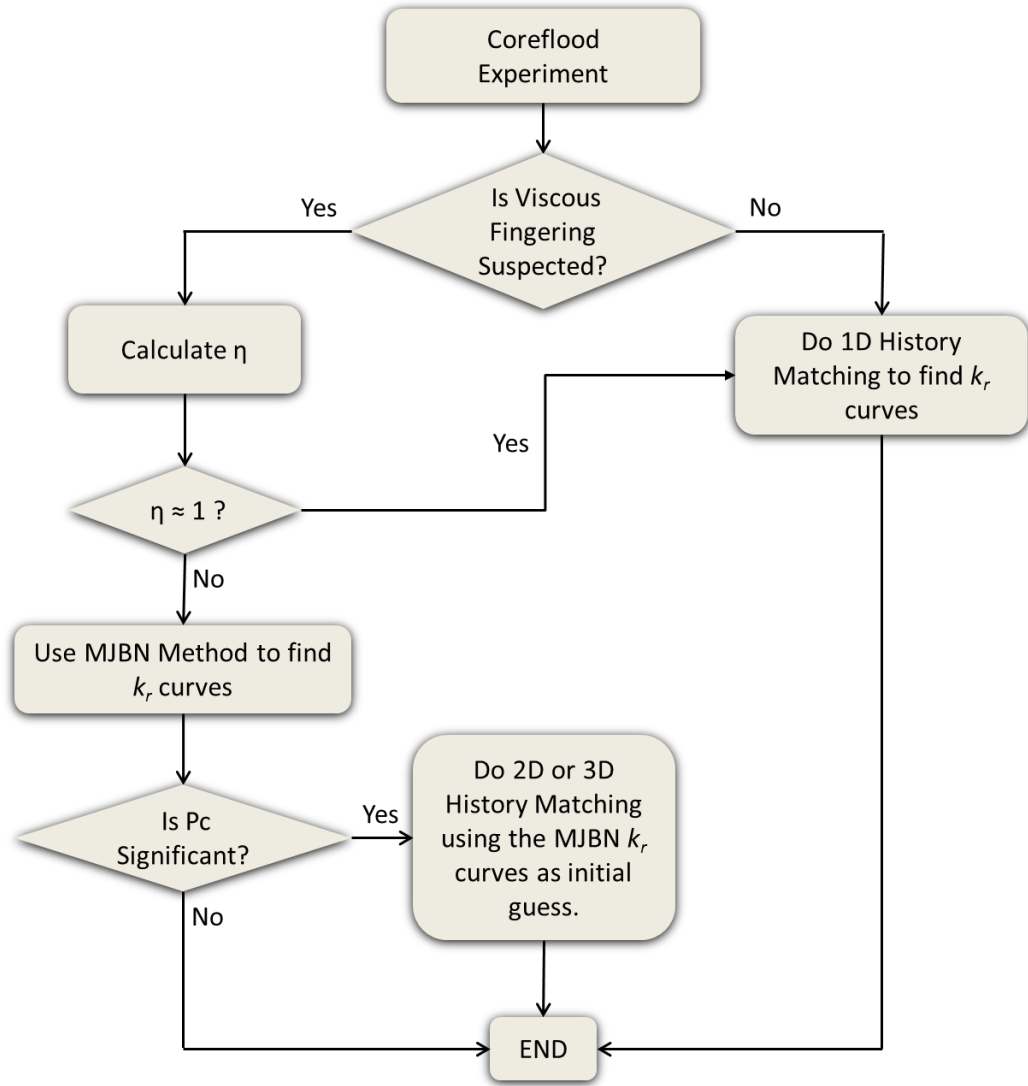 Coreflood
Experiment
Is Viscous
Fingering
Suspected?
Yes
No
Calculate η
Do 1D History
Matching to find kr
curves
Yes
η ≈ 1 ?
No
Use MJBN Method to find
kr curves
Do 2D or 3D
History Matching
using the MJBN kr
curves as initial
guess.
Is Pc
Significant?
Yes
No
END